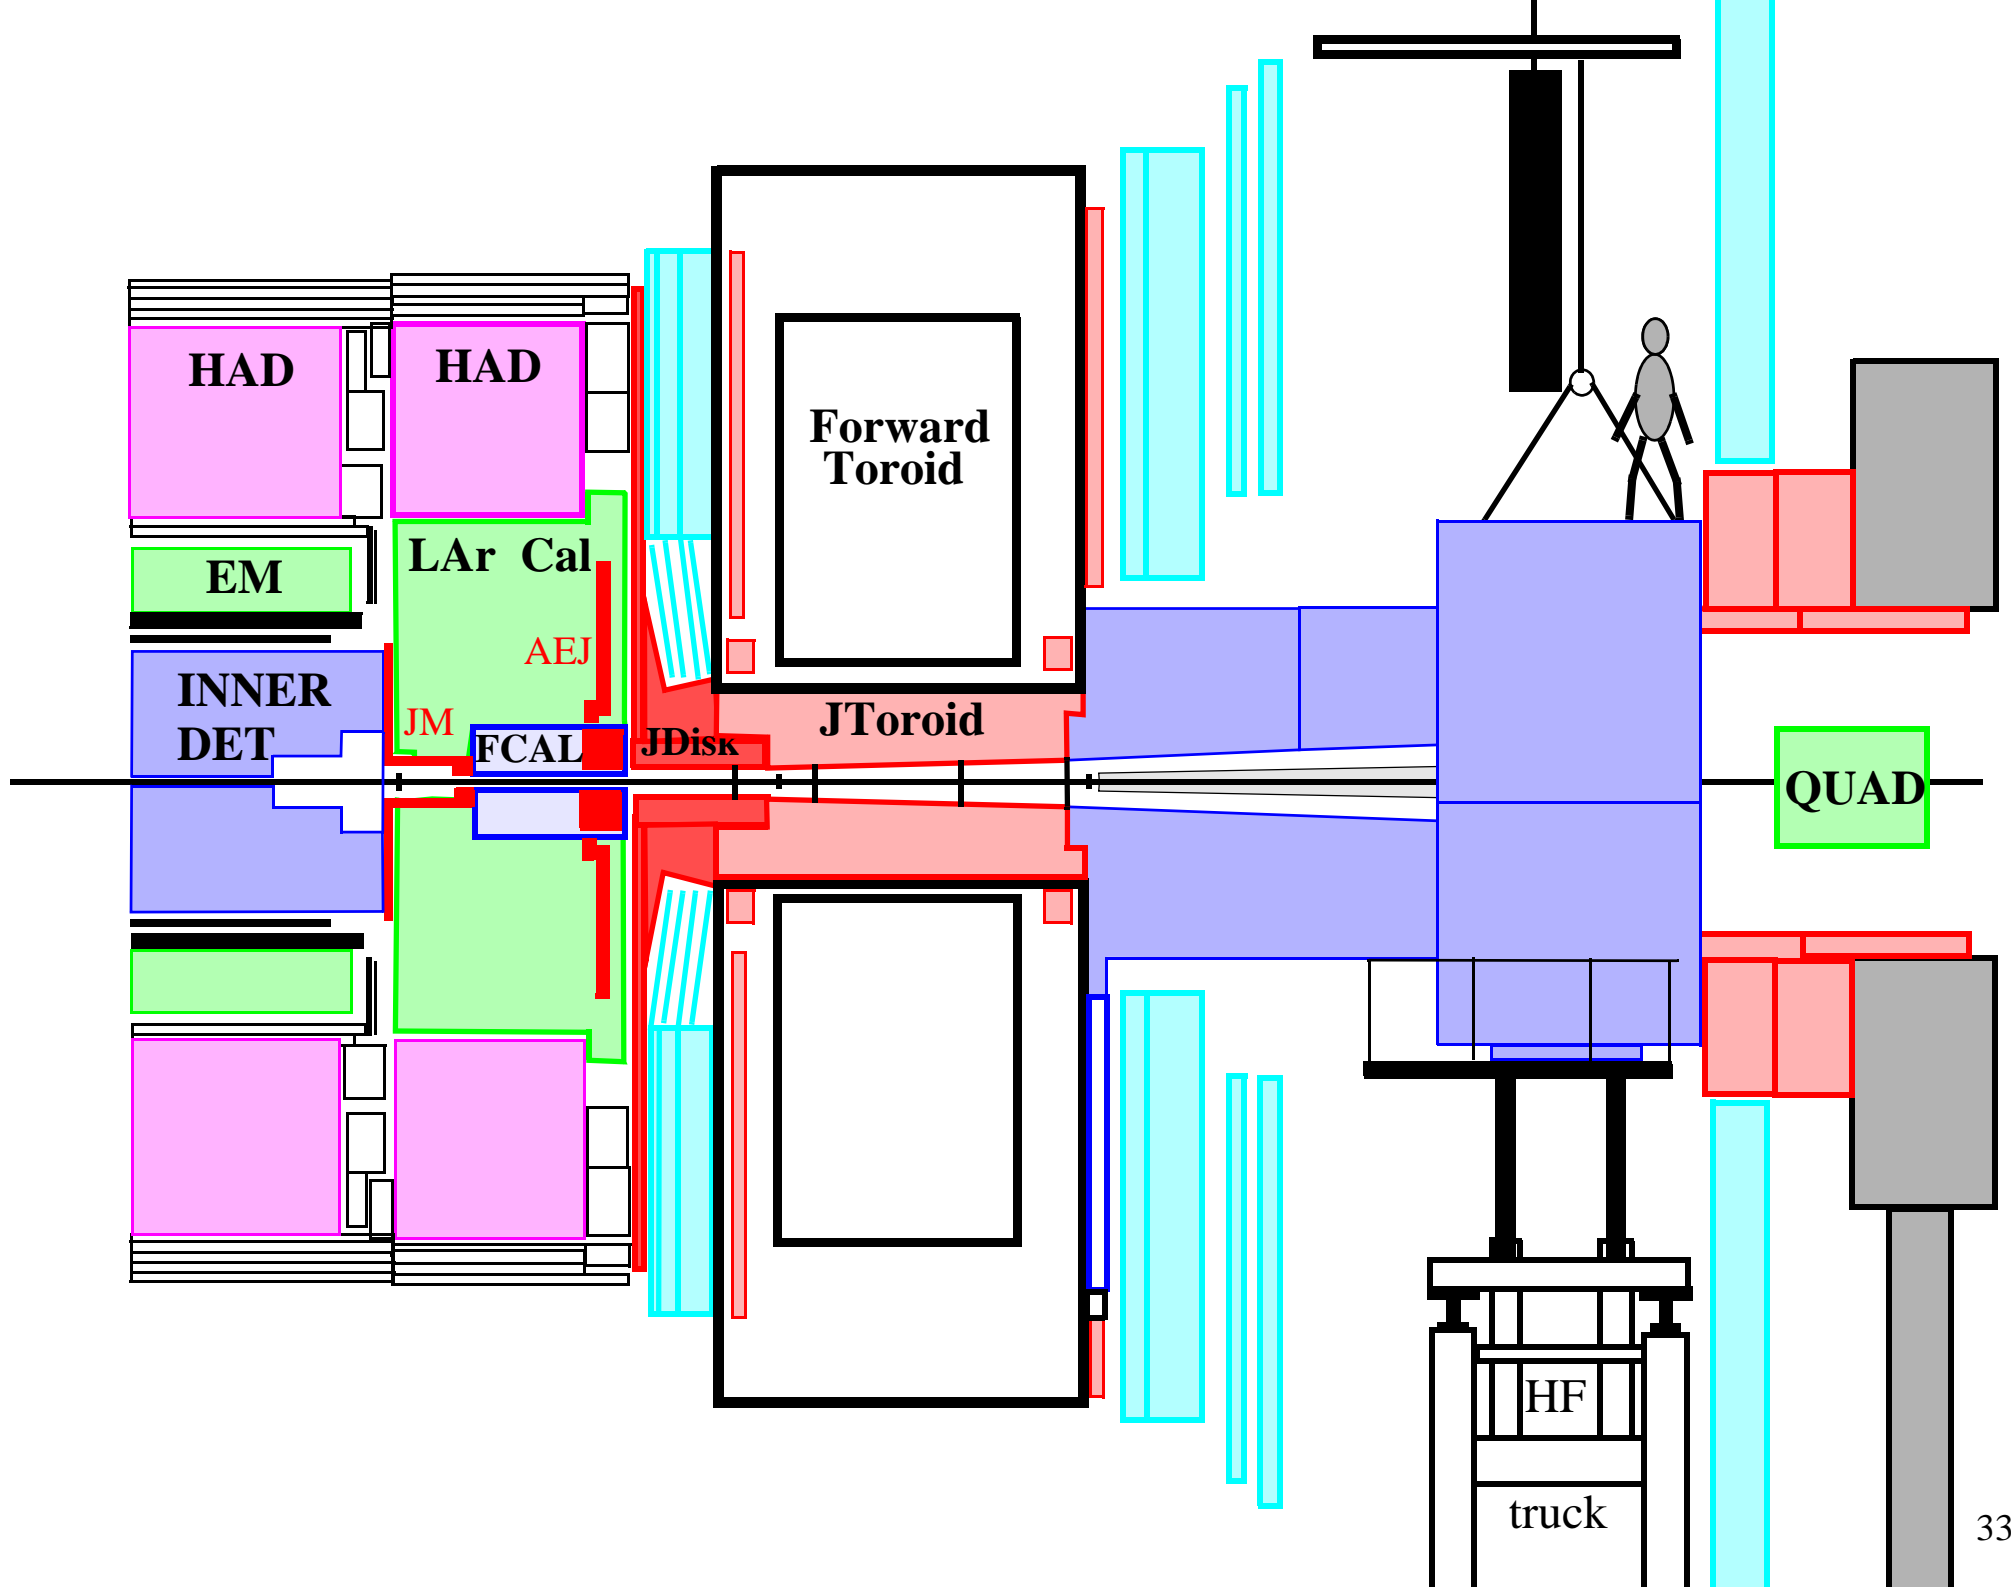 HAD
HAD
Forward
Toroid
LAr Cal
EM
AEJ
INNER
DET
JM
FCAL
JDisk
JToroid
QUAD
HF
truck
33